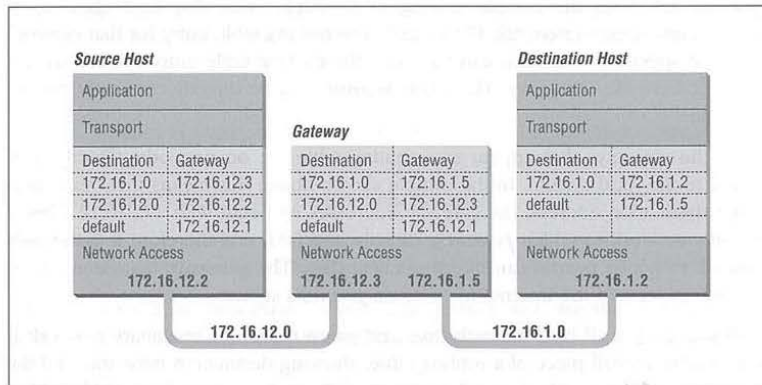 Source Host
Application
Transport
Destination Gateway
172.16.1.0 172.16.12.3
172.16.12.0 172.16.12.2
default 172.16.12.1
Network Access
172.16.12.2
Gateway
Destination Gateway
172.16.1.0 172.16.1.5
172.16.12.0 172.16.12.3
default 172.16.12.1
172.16.12.3 172.16.1.5
Destination Host
Application
Transport
Destination Gateway
172.16.1.0 172.16.1.2
default 172.16.1.5
Network Access
172.16.1.2
172.16.12.0
172.16.1.0